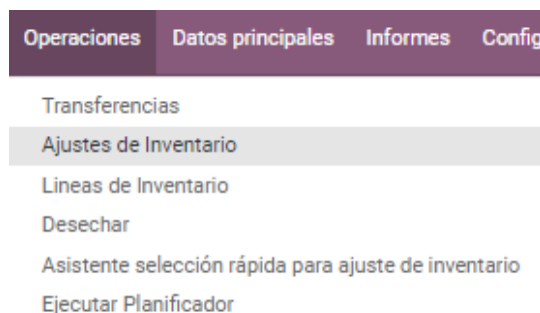 Operaciones Datos principales Informes Config
Transferencias
Ajustes de Inventario
Lineas de Inventario
Desechar
Asistente selección rápida para ajuste de inventario
Ejecutar Planificador